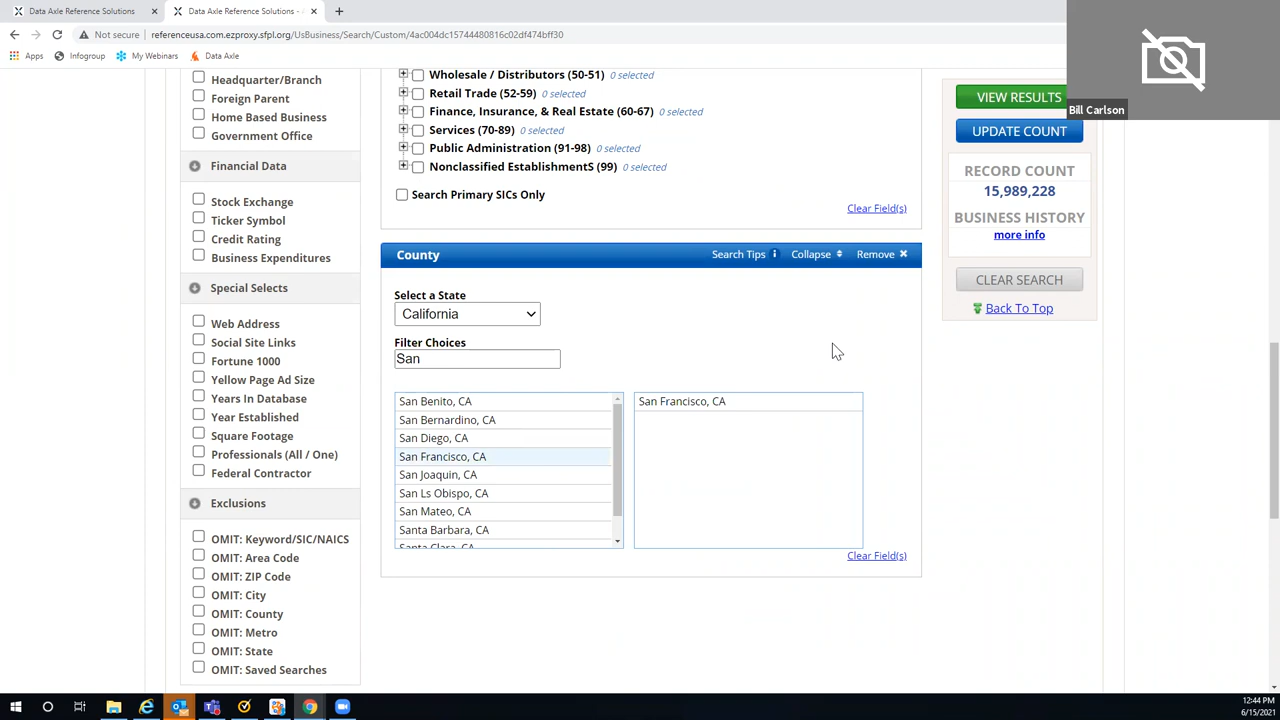 Data Axle Reference Solutions
Data Axle Reference Solutions -
Not secure
referenceusa.com.ezproxy.sfpl.org/UsBusiness/Search/Custom/4ac004dc15744480816c02df474bff30
Apps
Infogroup
My Webinars
Data Axle
Bill Carlson
Headquarter/Branch
Foreign Parent
Home Based Business
Government Office
Financial Data
Stock Exchange
Ticker Symbol
Credit Rating
Business Expenditures
Special Selects
Web Address
Social Site Links
Fortune 1000
Yellow Page Ad Size
Years In Database
Year Established
Square Footage
Professionals (All / One)
Federal Contractor
Exclusions
OMIT: Keyword/SIC/NAICS
OMIT: Area Code
OMIT: ZIP Code
OMIT: City
OMIT: County
OMIT: Metro
OMIT: State
OMIT: Saved Searches
Wholesale / Distributors (50-51) 0 selected
Retail Trade (52-59) 0 selected
Finance, Insurance, & Real Estate (60-67) 0 selected
Services (70-89) 0 selected
Public Administration (91-98) 0 selected
Nonclassified EstablishmentS (99) 0 selected
Search Primary SICs Only
Clear Field(s)
County
Search Tips
Collapse
Remove
Select a State
California
Filter Choices
San
San Benito, CA
San Bernardino, CA
San Diego, CA
San Francisco, CA
San Joaquin, CA
San Ls Obispo, CA
San Mateo, CA
Santa Barbara, CA
Santa Clara, CA
San Francisco, CA
Clear Field(s)
VIEW RESULTS
UPDATE COUNT
RECORD COUNT
15,989,228
BUSINESS HISTORY
more info
CLEAR SEARCH
Back To Top
12:44 PM
6/15/2021